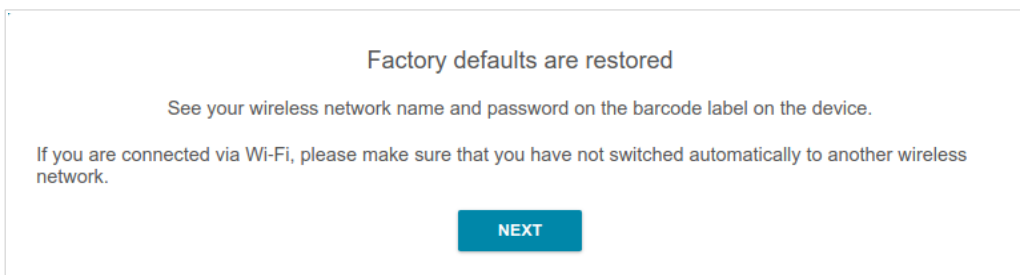 Factory defaults are restored
See your wireless network name and password on the barcode label on the device.
If you are connected via Wi-Fi, please make sure that you have not switched automatically to another wireless
network.
NEXT